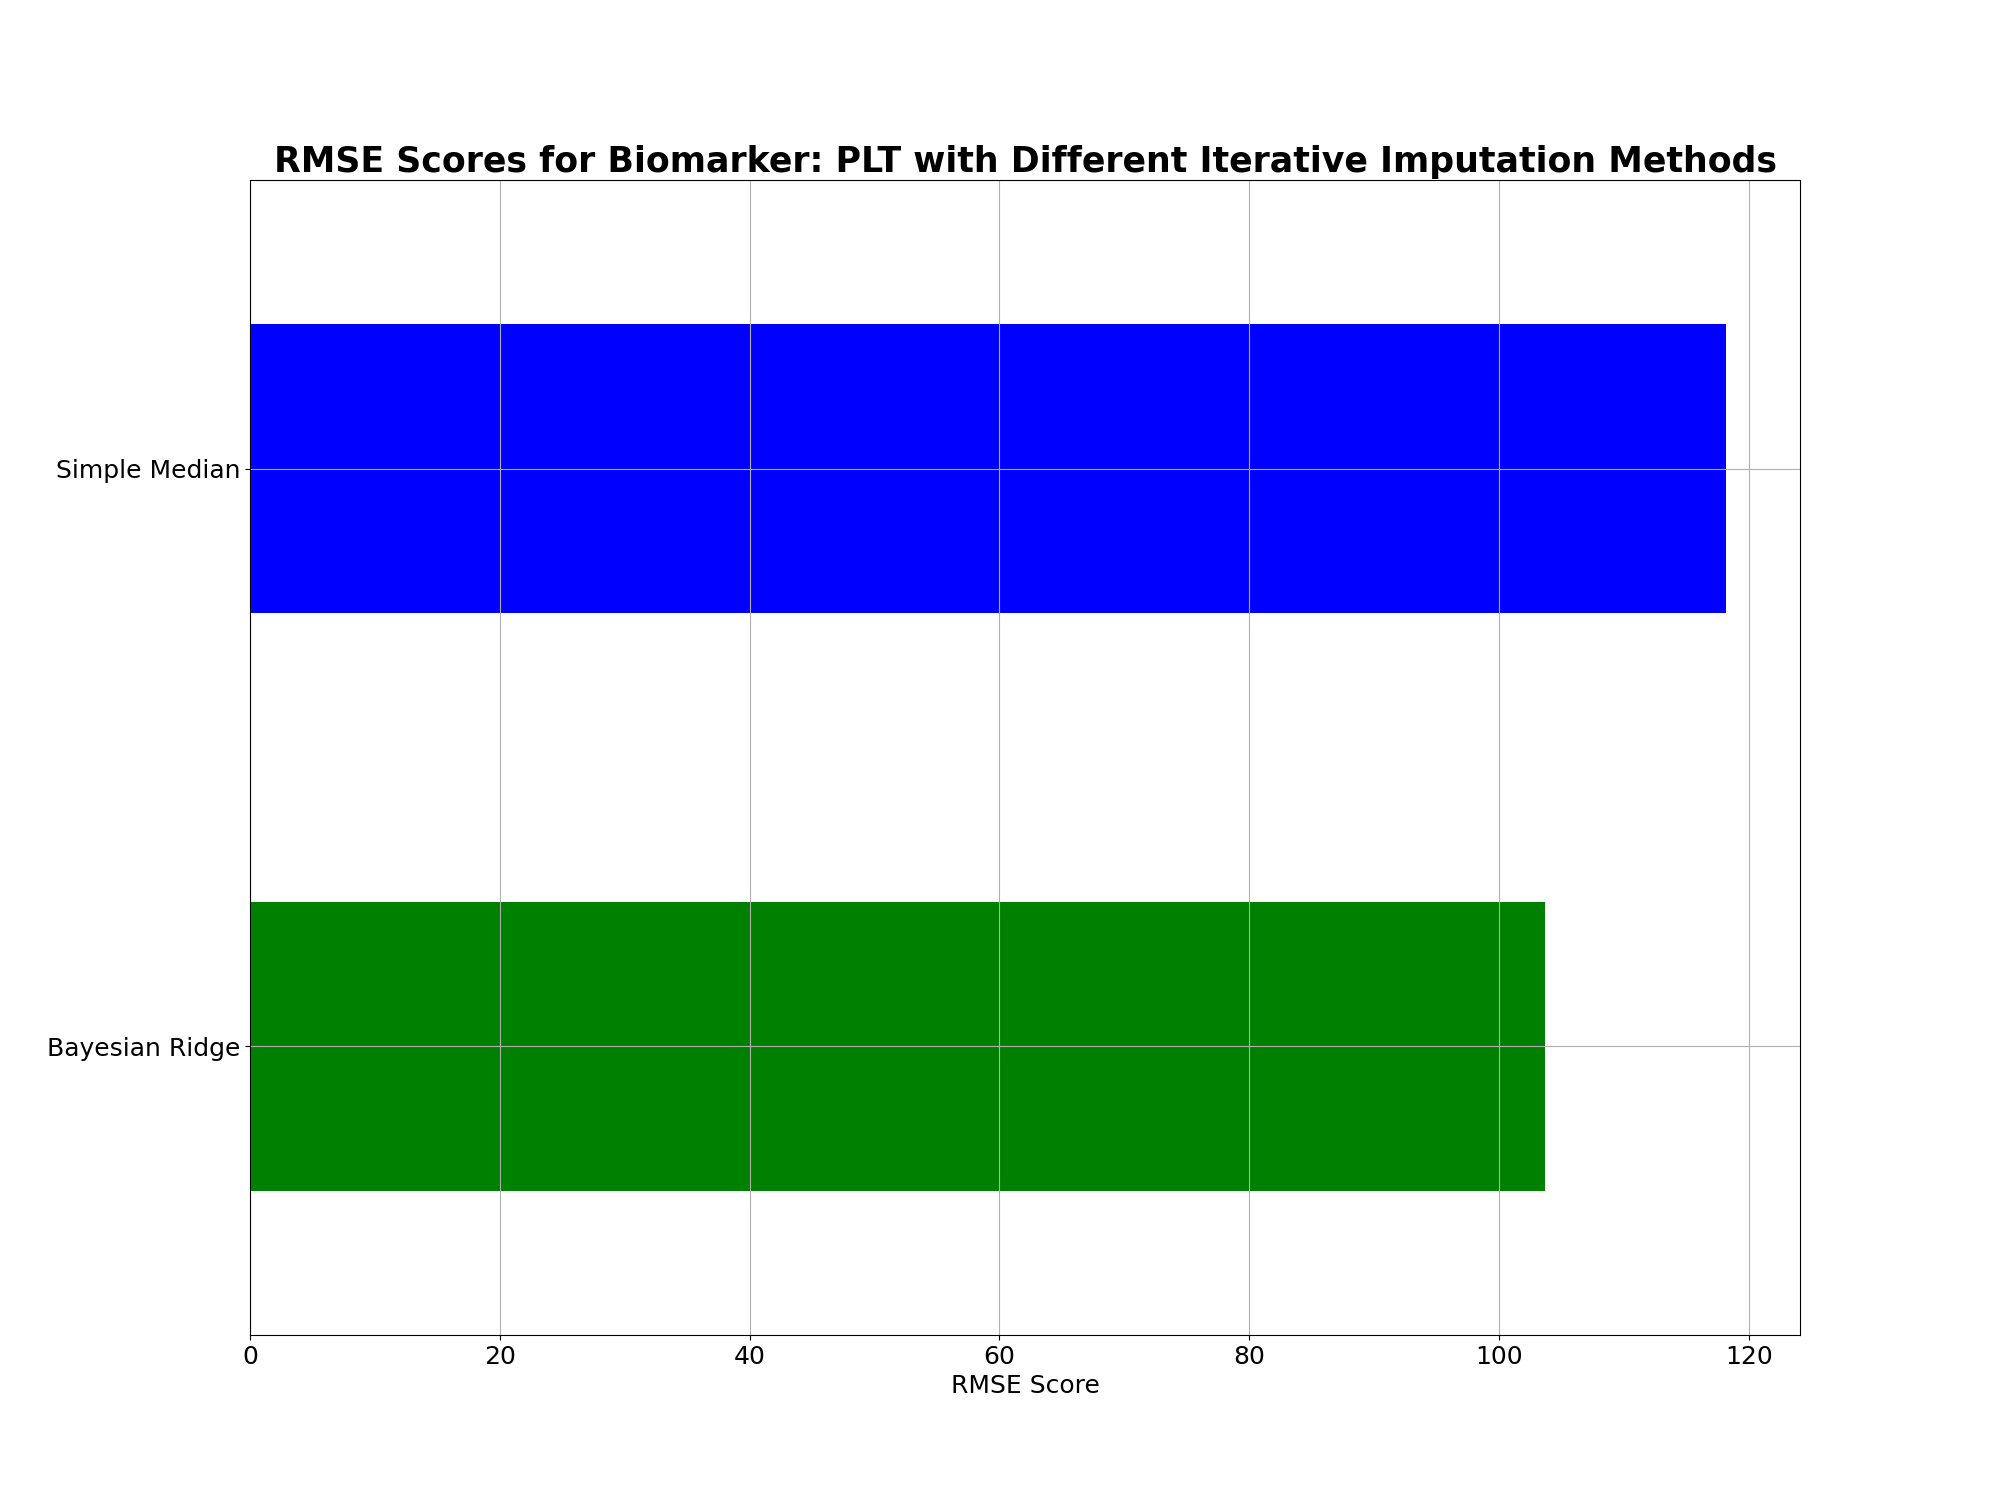 RMSE Scores for Biomarker: PLT with Different Iterative Imputation Methods
Simple Median
Bayesian Ridge
0 20 40 60 80 100 120
RMSE Score